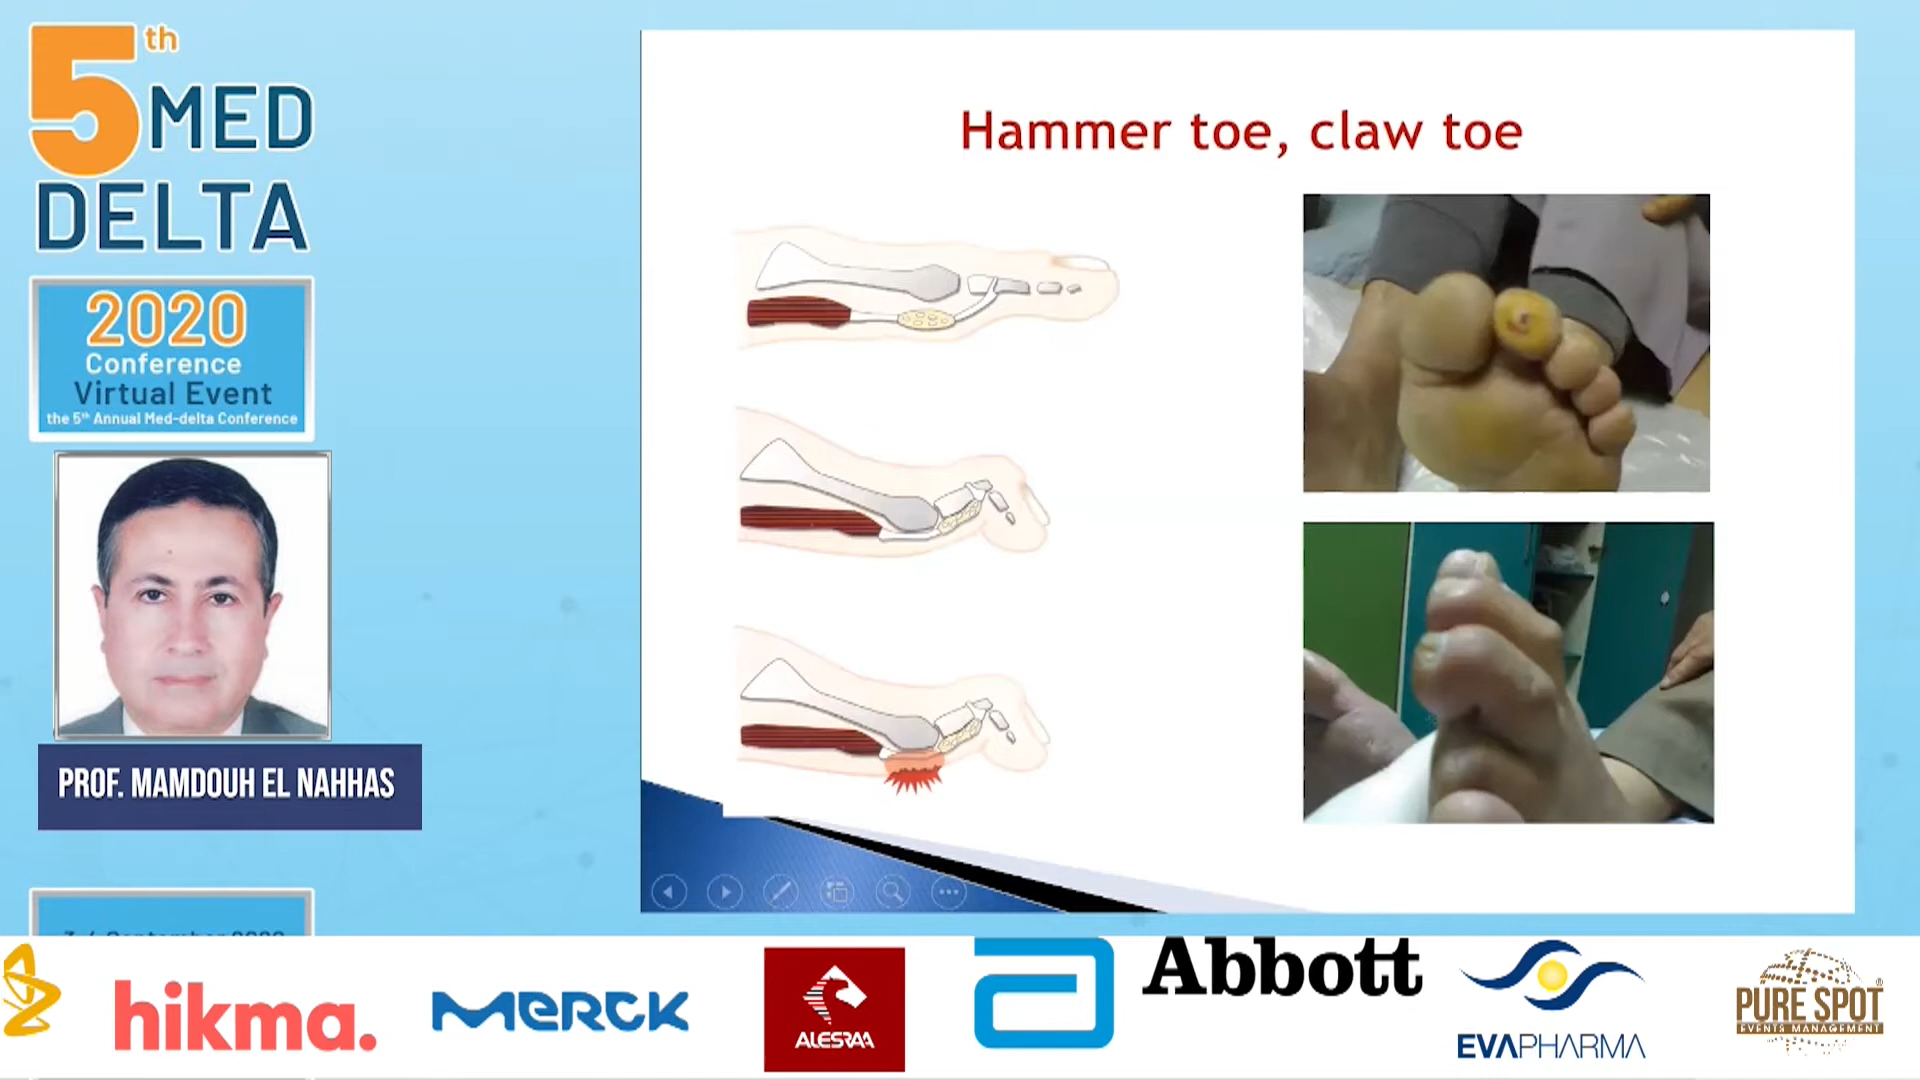 5th
MED
DELTA
2020
Conference
Virtual Event
the 5th Annual Med-delta Conference
PROF. MAMDOUH EL NAHHAS
Hammer toe, claw toe
hikma.
MERCK
ALESRAA
Abbott
EVAPHARMA
PURE SPOT
EVENTS MANAGEMENT